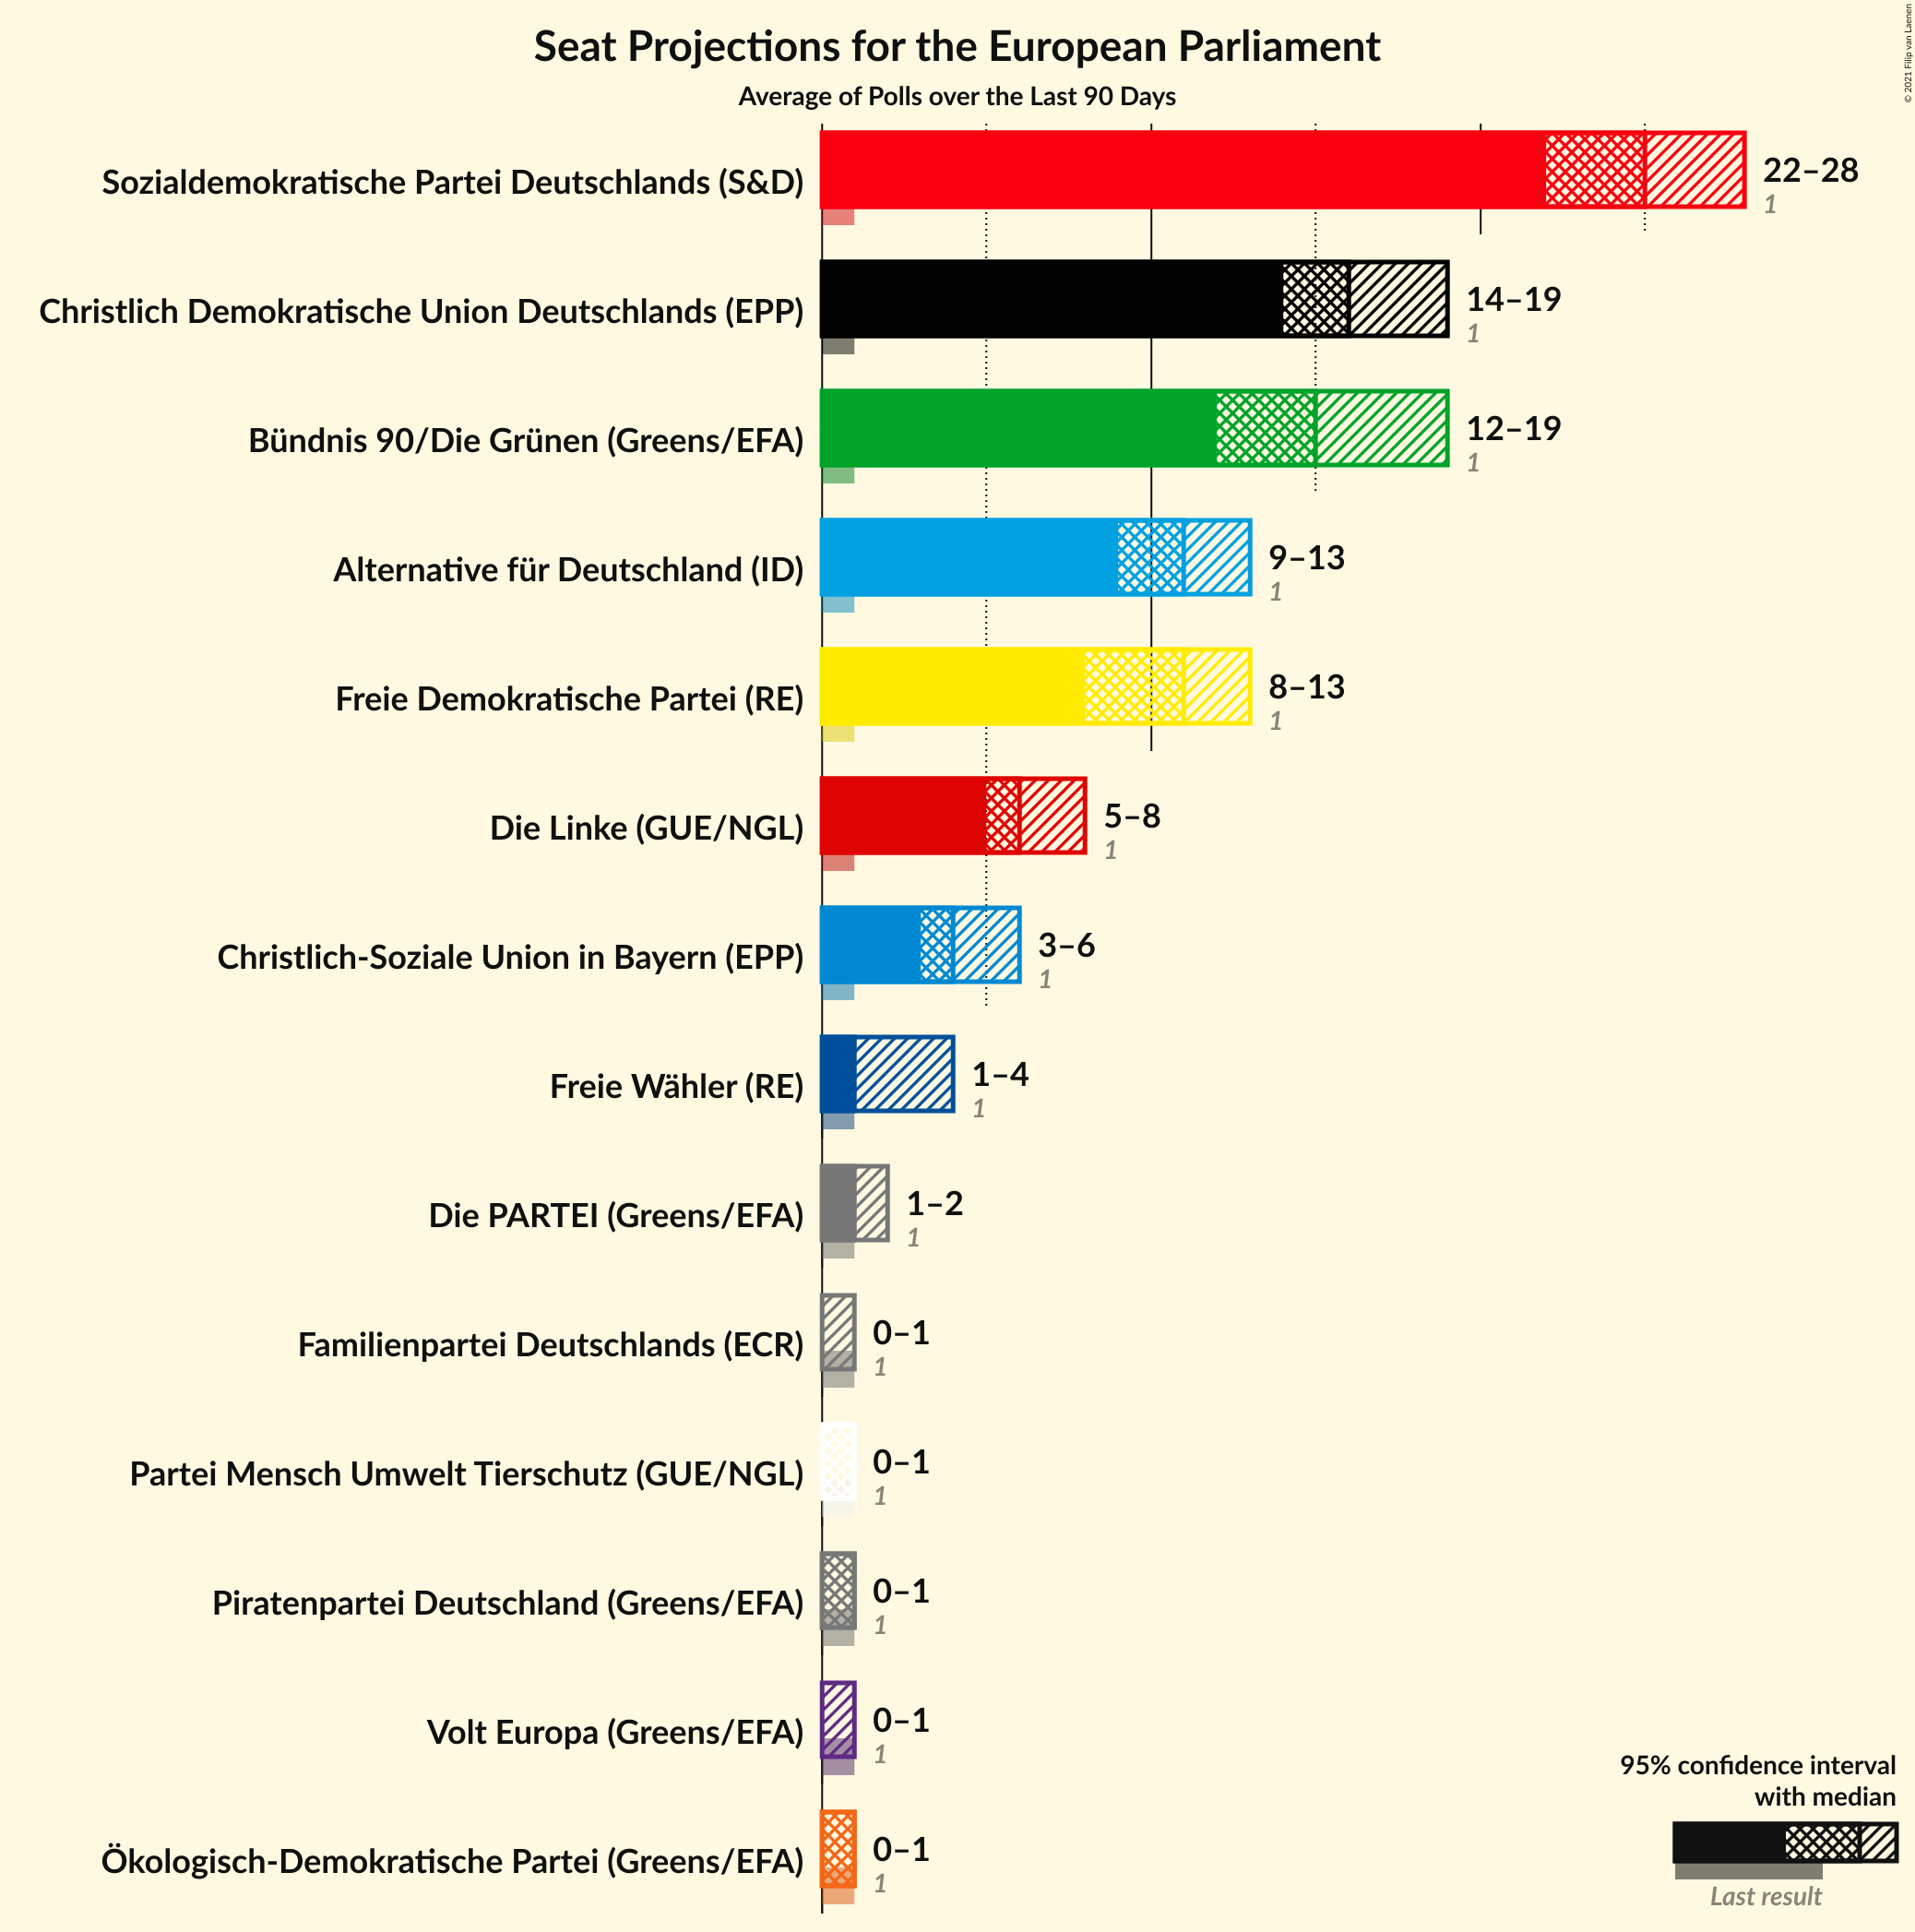 Seat Projections for the European Parliament
Average of Polls over the Last 90 Days
© 2021 Filip van Laenen
Sozialdemokratische Partei Deutschlands (S&D)
22–28
1
Christlich Demokratische Union Deutschlands (EPP)
14–19
1
Bündnis 90/Die Grünen (Greens/EFA)
12–19
1
Alternative für Deutschland (ID)
9–13
1
Freie Demokratische Partei (RE)
8–13
1
Die Linke (GUE/NGL)
5–8
1
Christlich-Soziale Union in Bayern (EPP)
3–6
1
Freie Wähler (RE)
1–4
1
Die PARTEI (Greens/EFA)
1–2
1
Familienpartei Deutschlands (ECR)
0–1
1
Partei Mensch Umwelt Tierschutz (GUE/NGL)
0–1
1
Piratenpartei Deutschland (Greens/EFA)
0–1
1
Volt Europa (Greens/EFA)
0–1
1
Ökologisch-Demokratische Partei (Greens/EFA)
0–1
1
95% confidence interval
with median
Last result